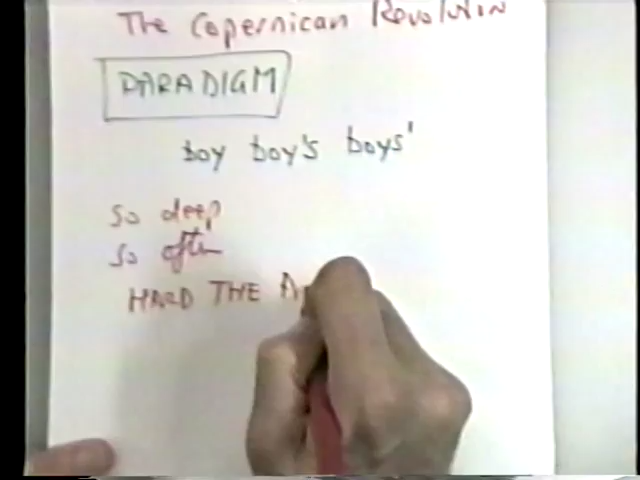 The Copernican Revolution
PARADIGM
boy boy's boys'
so deep
so often
HARD THE